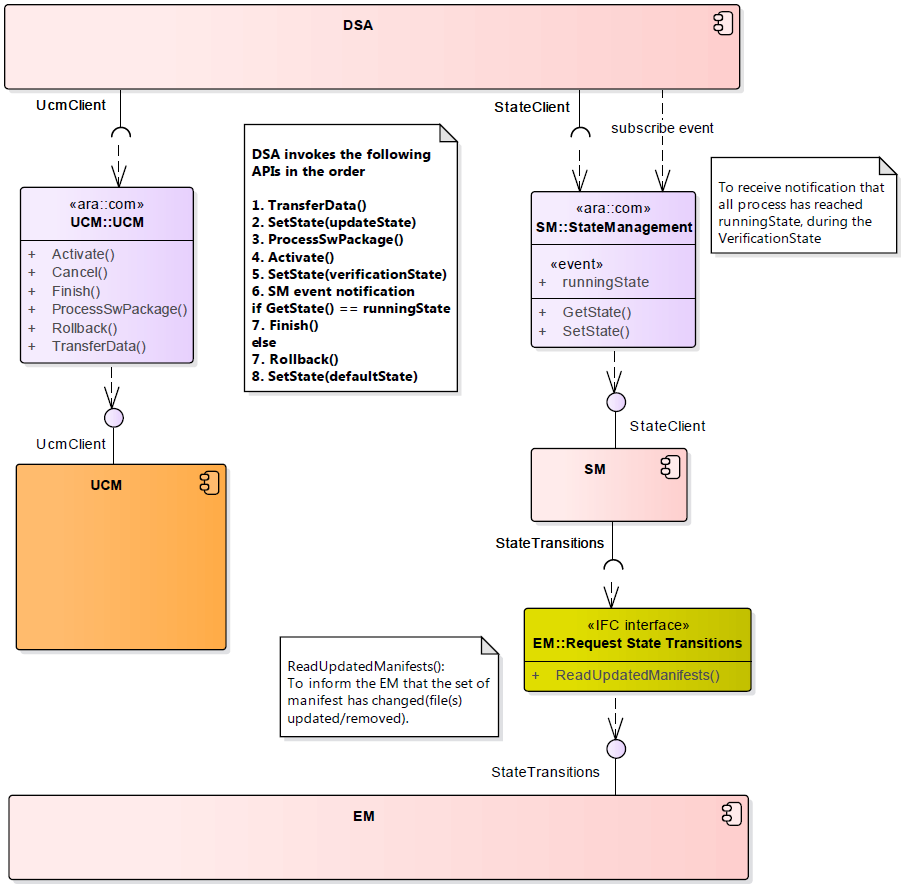 DSA
UcmClient
StateClient
subscribe event
DSA invokes the following
APIs in the order
1. TransferData()
2. SetState(updateState)
3. ProcessSwPackage()
4. Activate()
5. SetState(verificationState)
6. SM event notification
if GetState() == runningState
7. Finish()
else
7. Rollback()
8. SetState(defaultState)
To receive notification that
all process has reached
runningState, during the
VerificationState
«ara::com»
UCM::UCM
+ Activate()
+ Cancel()
+ Finish()
+ ProcessSwPackage()
+ Rollback()
+ TransferData()
«ara::com»
SM::StateManagement
«event»
+ runningState
+ GetState()
+ SetState()
UcmClient
StateClient
UCM
SM
StateTransitions
«IFC interface»
EM::Request State Transitions
+ ReadUpdatedManifests()
ReadUpdatedManifests():
To inform the EM that the set of
manifest has changed(file(s)
updated/removed).
StateTransitions
EM